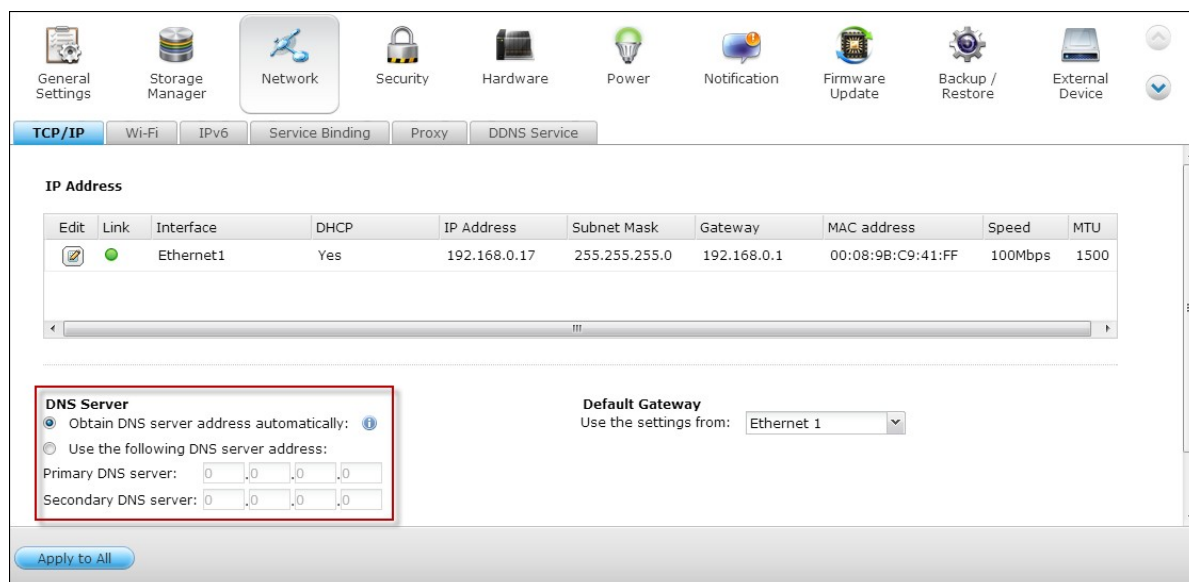 General Settings
Storage Manager
Network
Security
Hardware
Power
Notification
Firmware Update
Backup / Restore
External Device
TCP/IP Wi-Fi IPv6 Service Binding Proxy DDNS Service
IP Address
Edit Link Interface DHCP IP Address Subnet Mask Gateway MAC address Speed MTU
Ethernet1 Yes 192.168.0.17 255.255.255.0 192.168.0.1 00:08:9B:C9:41:FF 100Mbps 1500
DNS Server
Obtain DNS server address automatically:
Use the following DNS server address:
Primary DNS server: 0 .0 .0 .0
Secondary DNS server: 0 .0 .0 .0
Default Gateway
Use the settings from: Ethernet 1
Apply to All